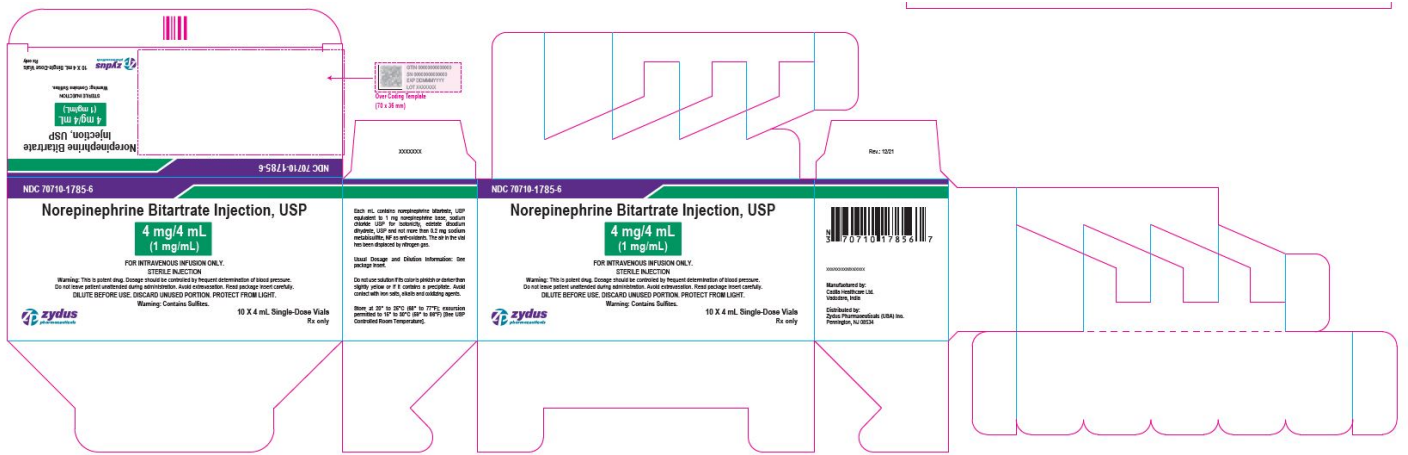 NDC 70710-1785-6
Norepinephrine Bitartrate
Injection, USP
4 mg/4 mL
(1 mg/mL)
STERILE INJECTION
Warning: Contains Sulfites.
zydus
pharmaceuticals
10 X 4 mL Single-Dose Vials
Rx only
GTIN XXXXXXXXXXXXXX
EXP DDMMMYYYY
LOT XXXXXXX
Over Coding Template
(70 x 36 mm)
XXXXXXX
Rev.: 12/21
NDC 70710-1785-6
Norepinephrine Bitartrate Injection, USP
4 mg/4 mL
(1 mg/mL)
FOR INTRAVENOUS INFUSION ONLY.
STERILE INJECTION
Warning: This is potent drug. Dosage should be controlled by frequent determination of blood pressure.
Do not leave patient unattended during administration. Avoid extravasation. Read package insert carefully.
DILUTE BEFORE USE. DISCARD UNUSED PORTION. PROTECT FROM LIGHT.
Warning: Contains Sulfites.
zydus
pharmaceuticals
10 X 4 mL Single-Dose Vials
Rx only
Each mL contains norepinephrine bitartrate, USP
equivalent to 1 mg norepinephrine base, sodium
chloride USP for isotonicity, edetate disodium
dihydrate, USP and not more than 0.2 mg sodium
metabisulfite, NF as anti-oxidants. The air in the vial
has been displaced by nitrogen gas.
Usual Dosage and Dilution Information: See
package insert.
Do not use solution if its color is pinkish or darker than
slightly yellow or if it contains a precipitate. Avoid
contact with iron salts, alkalis and oxidizing agents.
Store at 20° to 25°C (68° to 77°F); excursion
permitted to 15° to 30°C (59° to 86°F) [See USP
Controlled Room Temperature].
NDC 70710-1785-6
Norepinephrine Bitartrate Injection, USP
4 mg/4 mL
(1 mg/mL)
FOR INTRAVENOUS INFUSION ONLY.
STERILE INJECTION
Warning: This is potent drug. Dosage should be controlled by frequent determination of blood pressure.
Do not leave patient unattended during administration. Avoid extravasation. Read package insert carefully.
DILUTE BEFORE USE. DISCARD UNUSED PORTION. PROTECT FROM LIGHT.
Warning: Contains Sulfites.
zydus
pharmaceuticals
10 X 4 mL Single-Dose Vials
Rx only
N
3 70710 17856 7
Manufactured by:
Cadila Healthcare Ltd.
Vadodara, India
Distributed by:
Zydus Pharmaceuticals (USA) Inc.
Pennington, NJ 08534